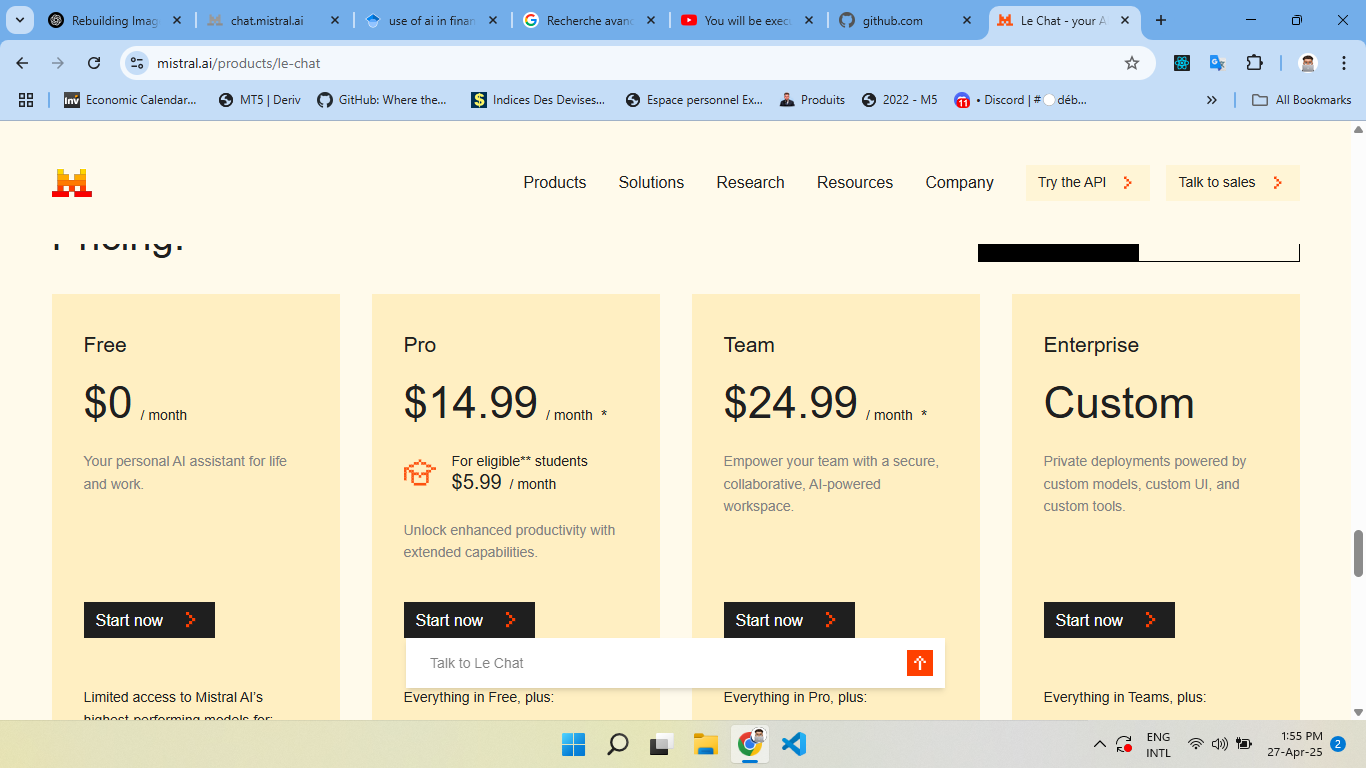 Rebuilding Imag
chat.mistral.ai
use of ai in finan
Recherche avanc
You will be execu
github.com
Le Chat - your A
mistral.ai/products/le-chat
Economic Calendar...
MT5 | Deriv
GitHub: Where the...
Indices Des Devises...
Espace personnel Ex...
Produits
2022 - M5
• Discord | #⚪déb...
All Bookmarks
Products
Solutions
Research
Resources
Company
Try the API
Talk to sales
Pricing.
Free
$0 / month
Your personal AI assistant for life
and work.
Start now
Limited access to Mistral AI's
highest-performing models for:
Pro
$14.99 / month *
For eligible** students
$5.99 / month
Unlock enhanced productivity with
extended capabilities.
Start now
Everything in Free, plus:
Team
$24.99 / month *
Empower your team with a secure,
collaborative, AI-powered
workspace.
Start now
Everything in Pro, plus:
Enterprise
Custom
Private deployments powered by
custom models, custom UI, and
custom tools.
Start now
Everything in Teams, plus:
Talk to Le Chat
ENG
INTL
1:55 PM
27-Apr-25
2